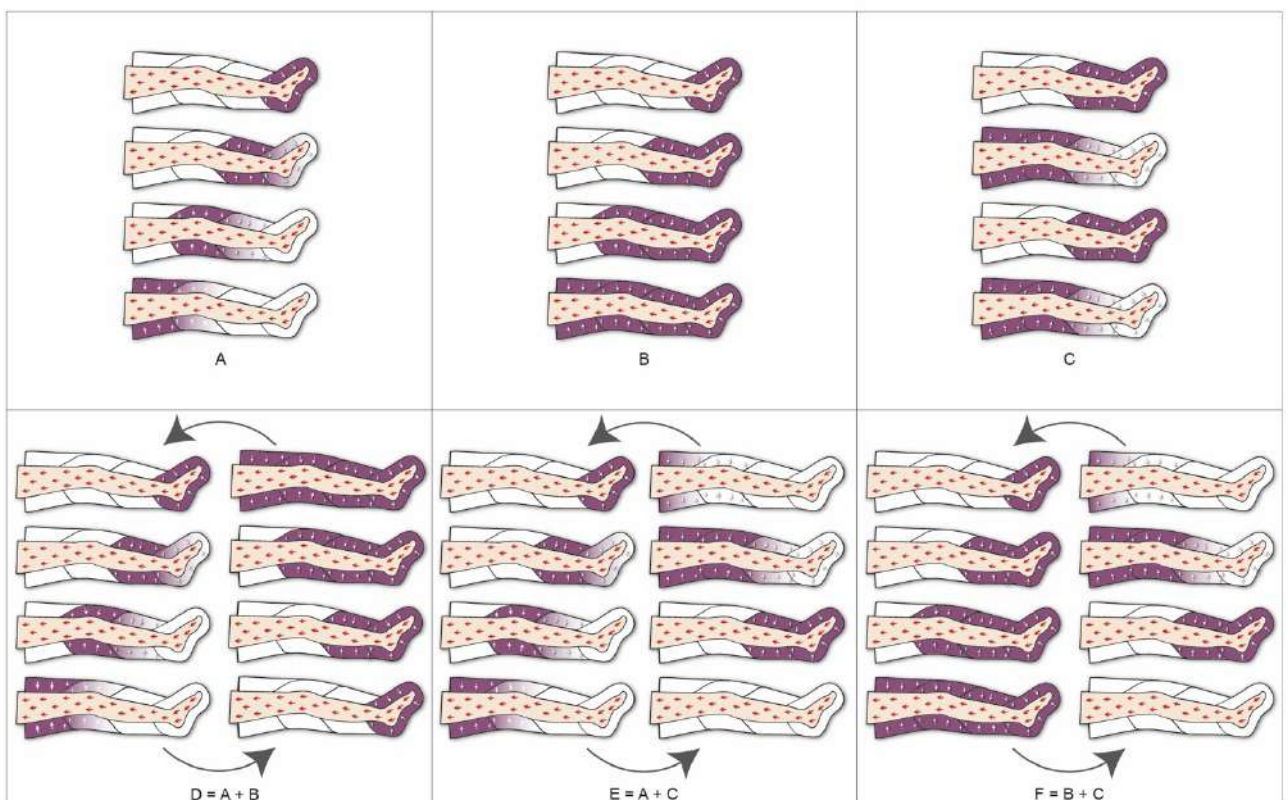 A
B
C
D = A + B
E = A + C
F = B + C